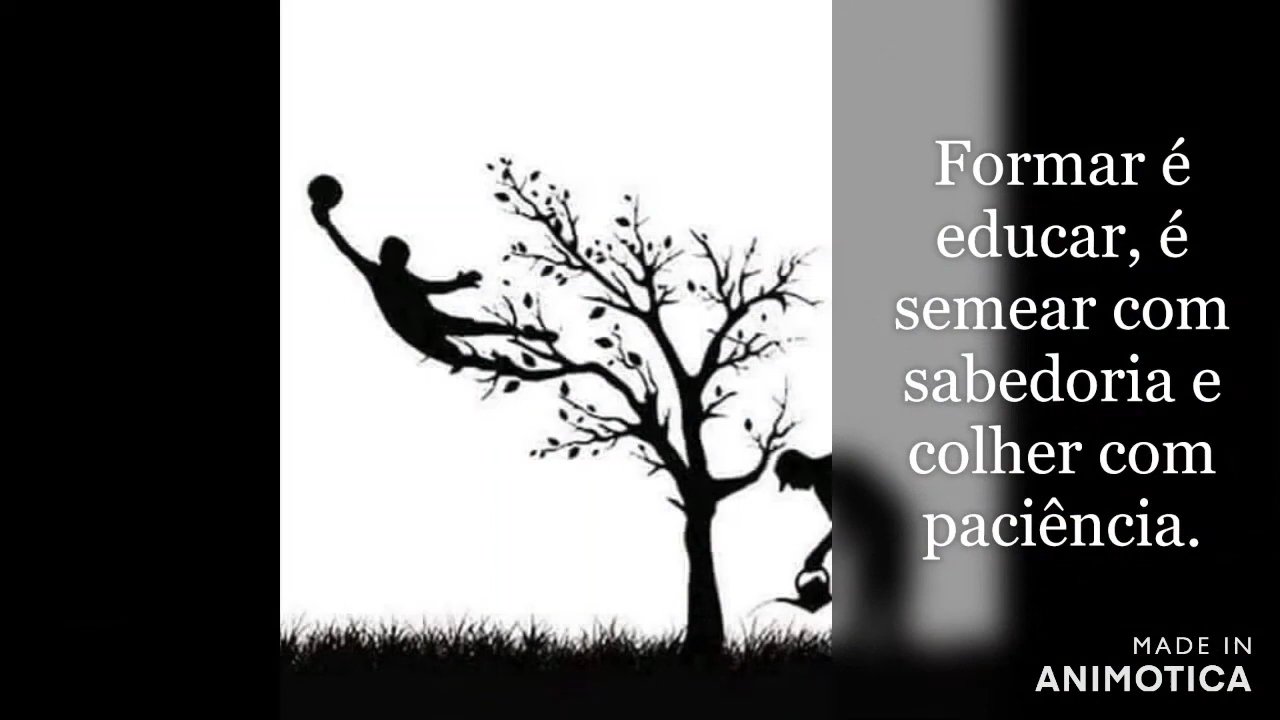 Formar é
educar, é
semear com
sabedoria e
colher com
paciência.
MADE IN
ANIMOTICA